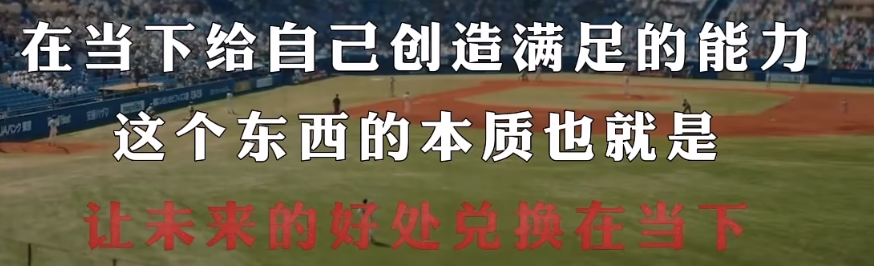 在当下给自己创造满足的能力
这个东西的本质也就是
让未来的好处兑换在当下